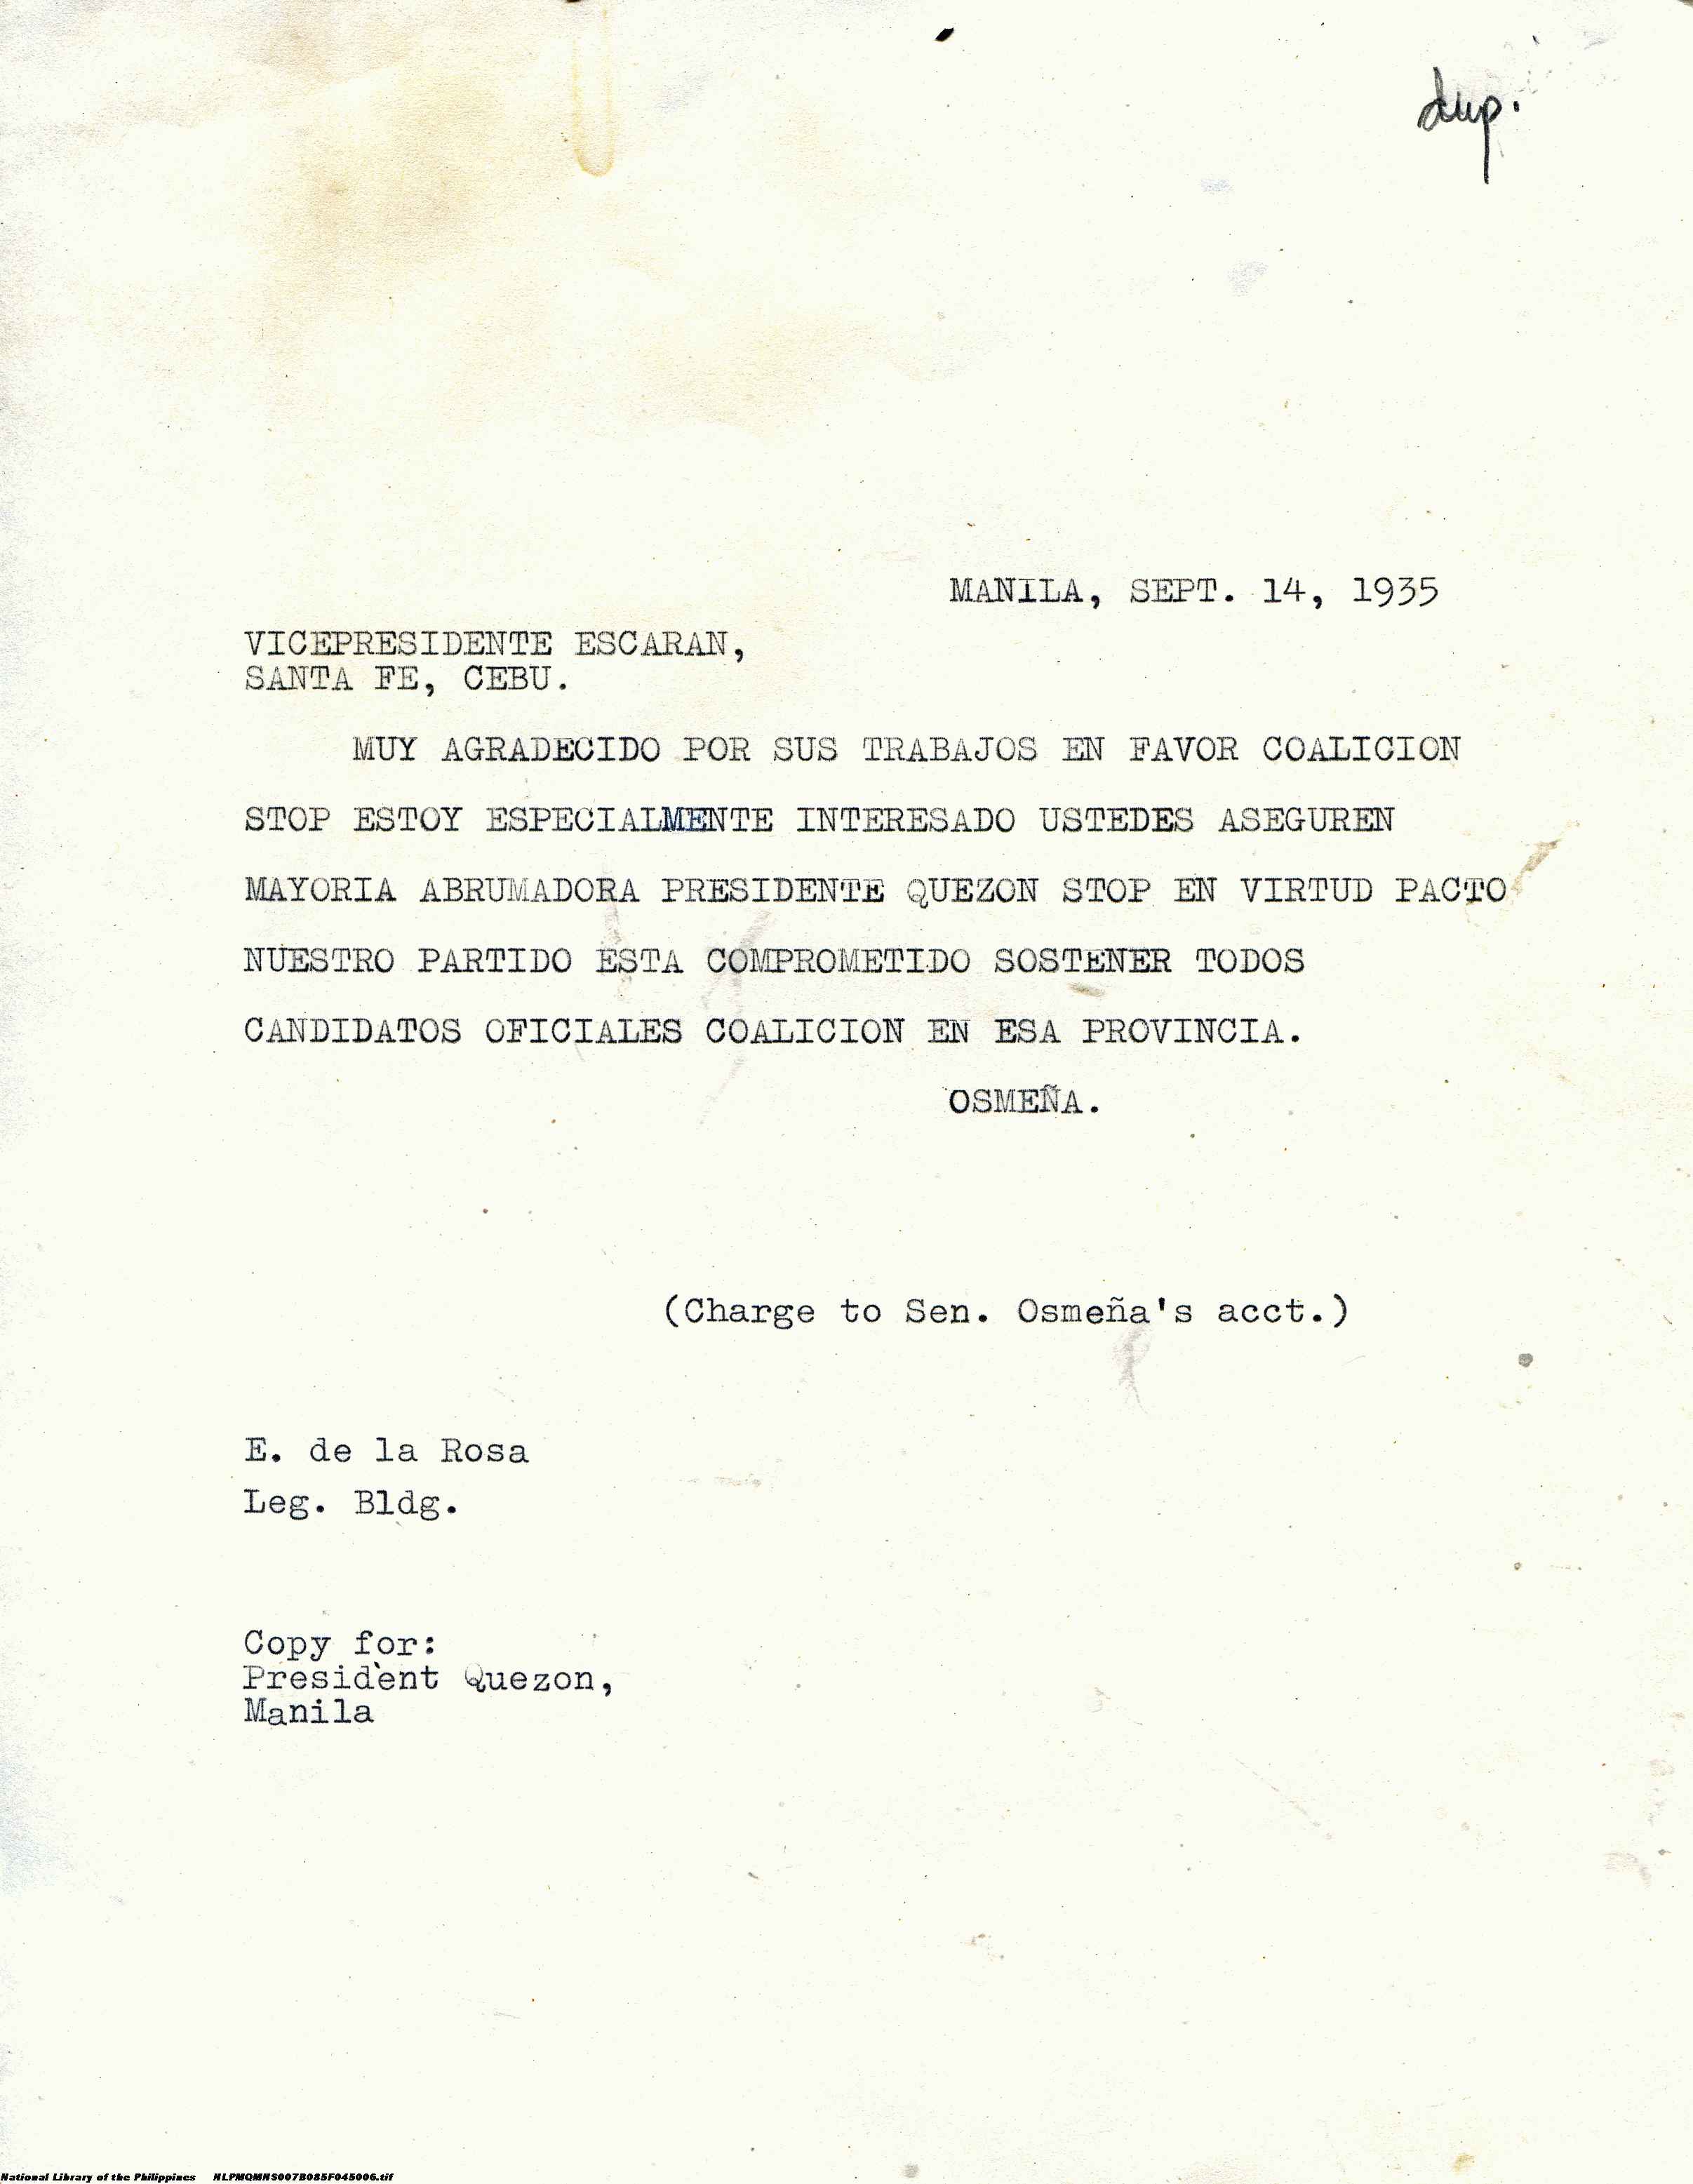 dup.
MANILA, SEPT. 14, 1935
VICEPRESIDENTE ESCARAN,
SANTA FE, CEBU.
MUY AGRADECIDO POR SUS TRABAJOS EN FAVOR COALICION
STOP ESTOY ESPECIALMENTE INTERESADO USTEDES ASEGUREN
MAYORIA ABRUMADORA PRESIDENTE QUEZON STOP EN VIRTUD PACTO
NUESTRO PARTIDO ESTA COMPROMETIDO SOSTENER TODOS
CANDIDATOS OFICIALES COALICION EN ESA PROVINCIA.
OSMEÑA.
(Charge to Sen. Osmeña's acct.)
E. de la Rosa
Leg. Bldg.
Copy for:
President Quezon,
Manila
National Library of the Philippines NLPMQMNS007B085F045006.tif